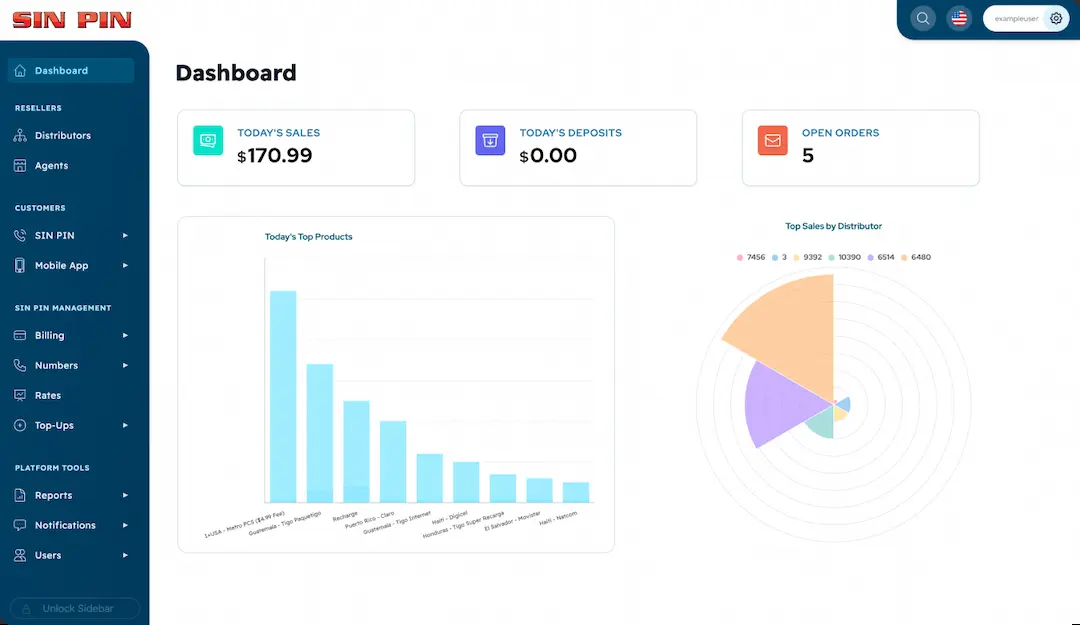 SIN PIN
exampleuser
Dashboard
RESELLERS
Distributors
Agents
CUSTOMERS
SIN PIN
Mobile App
SIN PIN MANAGEMENT
Billing
Numbers
Rates
Top-Ups
PLATFORM TOOLS
Reports
Notifications
Users
Unlock Sidebar
Dashboard
TODAY'S SALES
$170.99
TODAY'S DEPOSITS
$0.00
OPEN ORDERS
5
Today's Top Products
1+USA - Metro PCS ($4.99 Fee)
Guatemala - Tigo Paquetigo
Recharge
Puerto Rico - Claro
Guatemala - Tigo Internet
Haiti - Digicel
Honduras - Tigo Super Recarga
El Salvador - Movistar
Haiti - Natcom
Top Sales by Distributor
7456 3 9392 10390 6514 6480